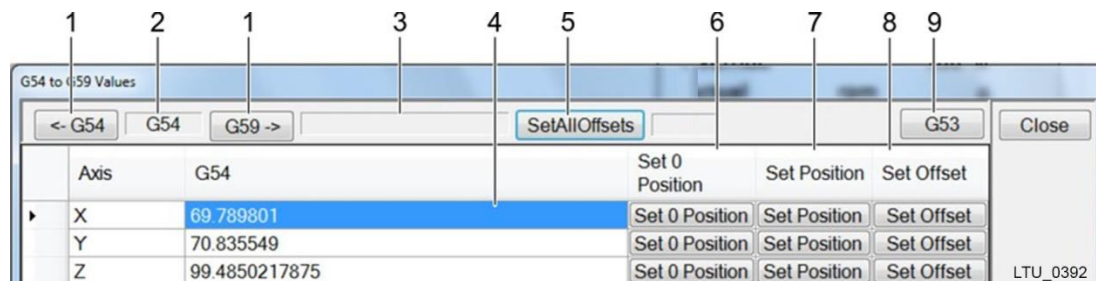 1 2 1 3 4 5 6 7 8 9
G54 to G59 Values
<- G54 G54 G59 -> SetAllOffsets G53 Close
Axis G54 Set 0 Position Set Position Set Offset
X 69.789801 Set 0 Position Set Position Set Offset
Y 70.835549 Set 0 Position Set Position Set Offset
Z 99.4850217875 Set 0 Position Set Position Set Offset
LTU_0392